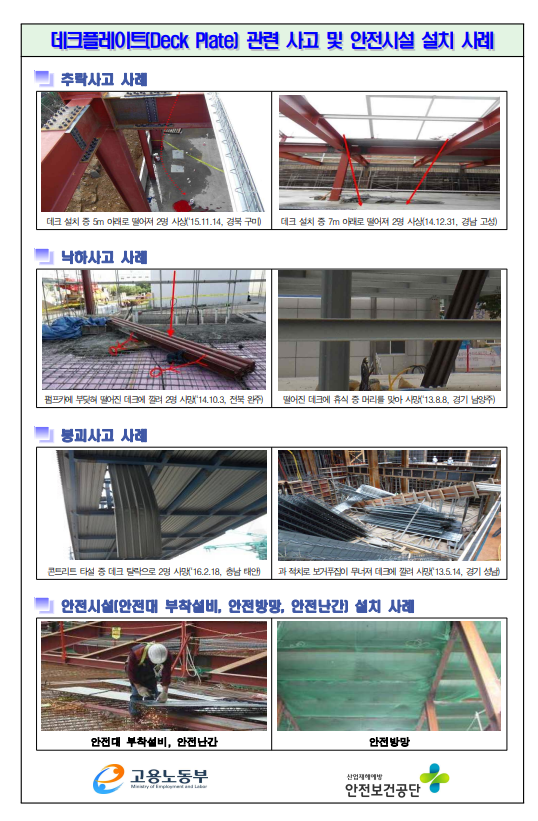 데크플레이트(Deck Plate) 관련 사고 및 안전시설 설치 사례
추락사고 사례
데크 설치 중 5m 아래로 떨어져 2명 사상('15.11.14, 경북 구미)
데크 설치 중 7m 아래로 떨어져 2명 사상(14.12.31, 경남 고성)
낙하사고 사례
펌프카에 부딪혀 떨어진 데크에 깔려 2명 사망('14.10.3, 전북 완주)
떨어진 데크에 휴식 중 머리를 맞아 사망('13.8.8, 경기 남양주)
붕괴사고 사례
콘트리트 타설 중 데크 탈락으로 2명 사망('16.2.18, 충남 태안)
과 적치로 보거푸집이 무너져 데크에 깔려 사망('13.5.14, 경기 성남)
안전시설(안전대 부착설비, 안전방망, 안전난간) 설치 사례
안전대 부착설비, 안전난간
안전방망
고용노동부
Ministry of Employment and Labor
산업재해예방
안전보건공단